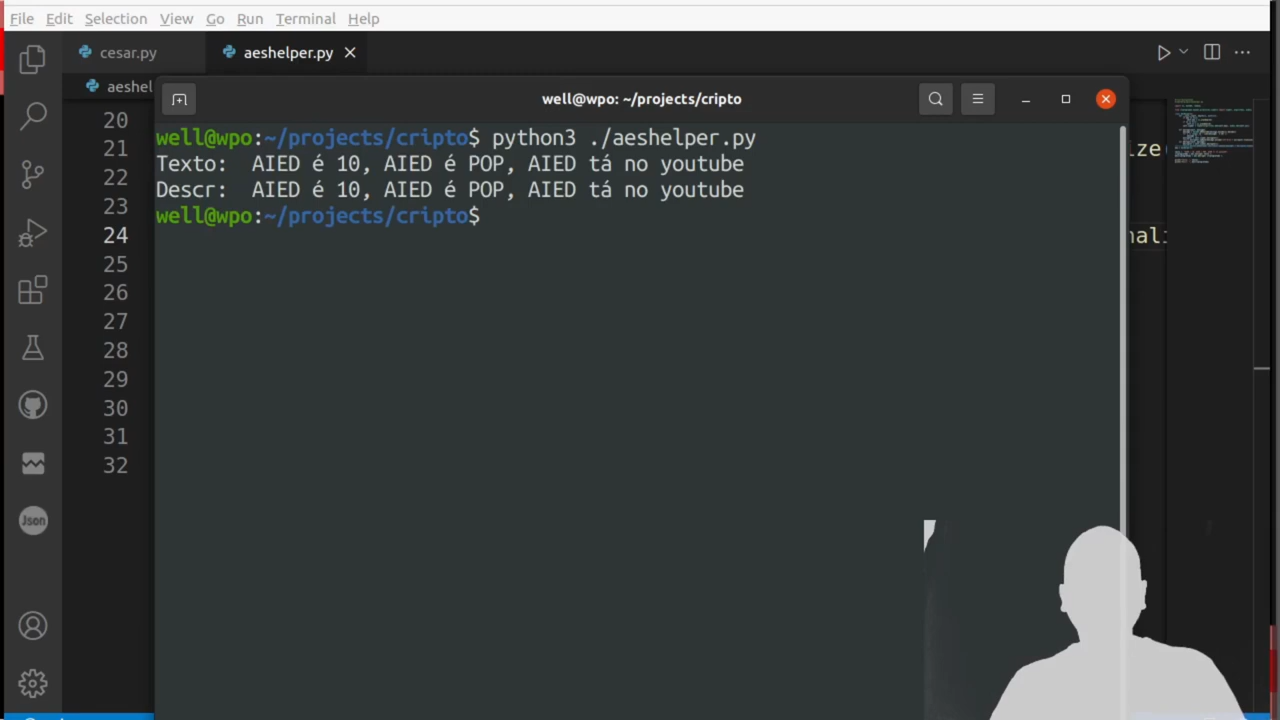 File Edit Selection View Go Run Terminal Help
cesar.py
aeshelper.py
aeshel
well@wpo: ~/projects/cripto
20
21
22
23
24
25
26
27
28
29
30
31
32
well@wpo:~/projects/cripto$ python3 ./aeshelper.py
Texto: AIED é 10, AIED é POP, AIED tá no youtube
Descr: AIED é 10, AIED é POP, AIED tá no youtube
well@wpo:~/projects/cripto$
ize
nali
Json